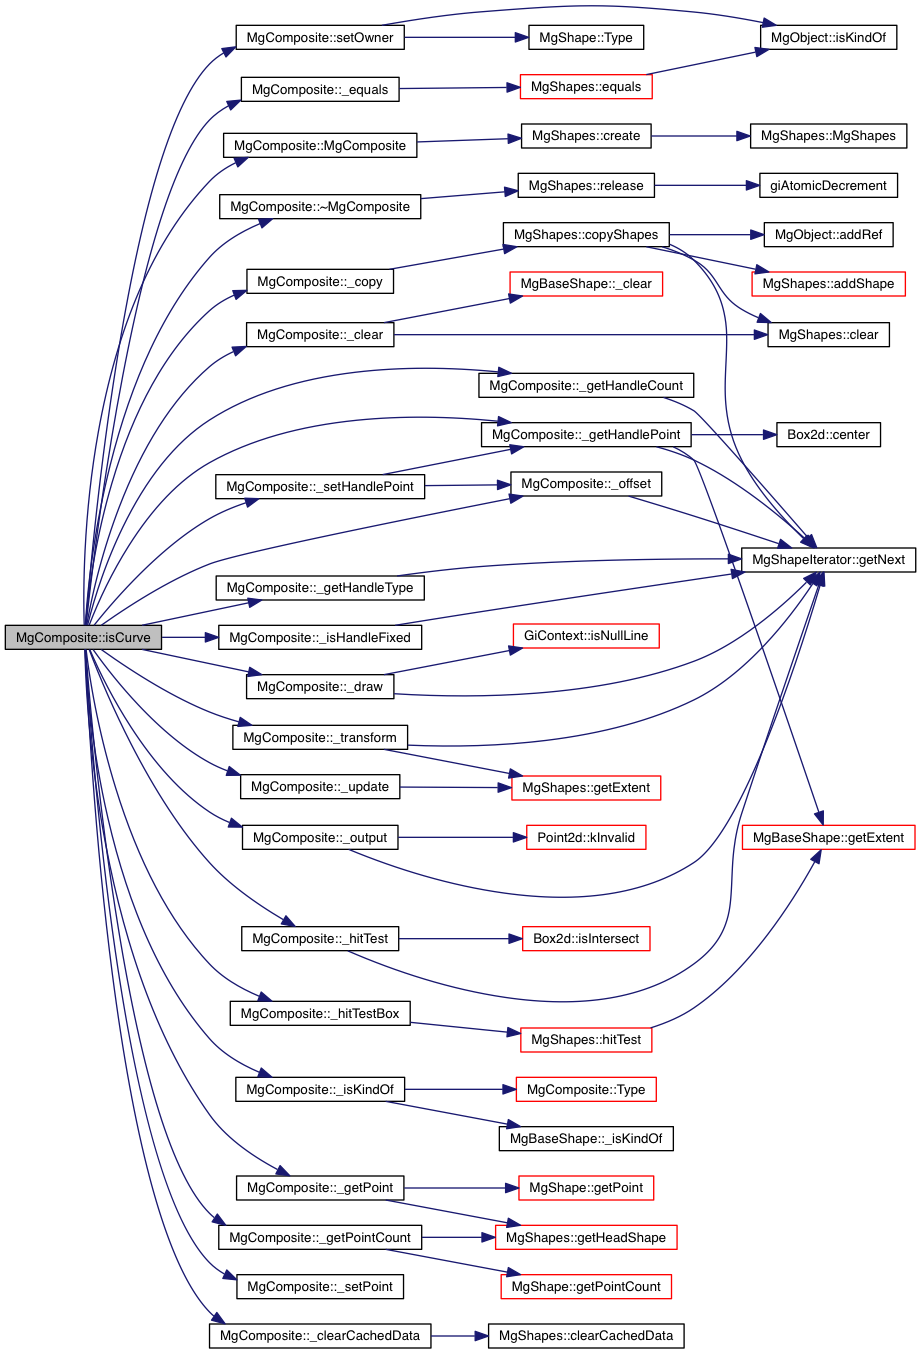 MgComposite::setOwner
MgShape::Type
MgObject::isKindOf
MgComposite::_equals
MgShapes::equals
MgComposite::MgComposite
MgShapes::create
MgShapes::MgShapes
MgComposite::~MgComposite
MgShapes::release
giAtomicDecrement
MgShapes::copyShapes
MgObject::addRef
MgComposite::_copy
MgBaseShape::_clear
MgShapes::addShape
MgComposite::_clear
MgShapes::clear
MgComposite::_getHandleCount
MgComposite::_getHandlePoint
Box2d::center
MgComposite::_setHandlePoint
MgComposite::_offset
MgShapeIterator::getNext
MgComposite::_getHandleType
MgComposite::isCurve
MgComposite::_isHandleFixed
GiContext::isNullLine
MgComposite::_draw
MgComposite::_transform
MgComposite::_update
MgShapes::getExtent
MgComposite::_output
Point2d::kInvalid
MgBaseShape::getExtent
MgComposite::_hitTest
Box2d::isIntersect
MgComposite::_hitTestBox
MgShapes::hitTest
MgComposite::_isKindOf
MgComposite::Type
MgBaseShape::_isKindOf
MgComposite::_getPoint
MgShape::getPoint
MgComposite::_getPointCount
MgShapes::getHeadShape
MgComposite::_setPoint
MgShape::getPointCount
MgComposite::_clearCachedData
MgShapes::clearCachedData